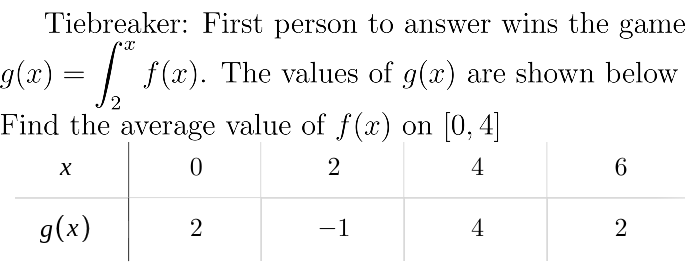 Tiebreaker: First person to answer wins the game
g(x) = ∫₂ˣ f(x). The values of g(x) are shown below
Find the average value of f(x) on [0, 4]
x 0 2 4 6
g(x) 2 −1 4 2